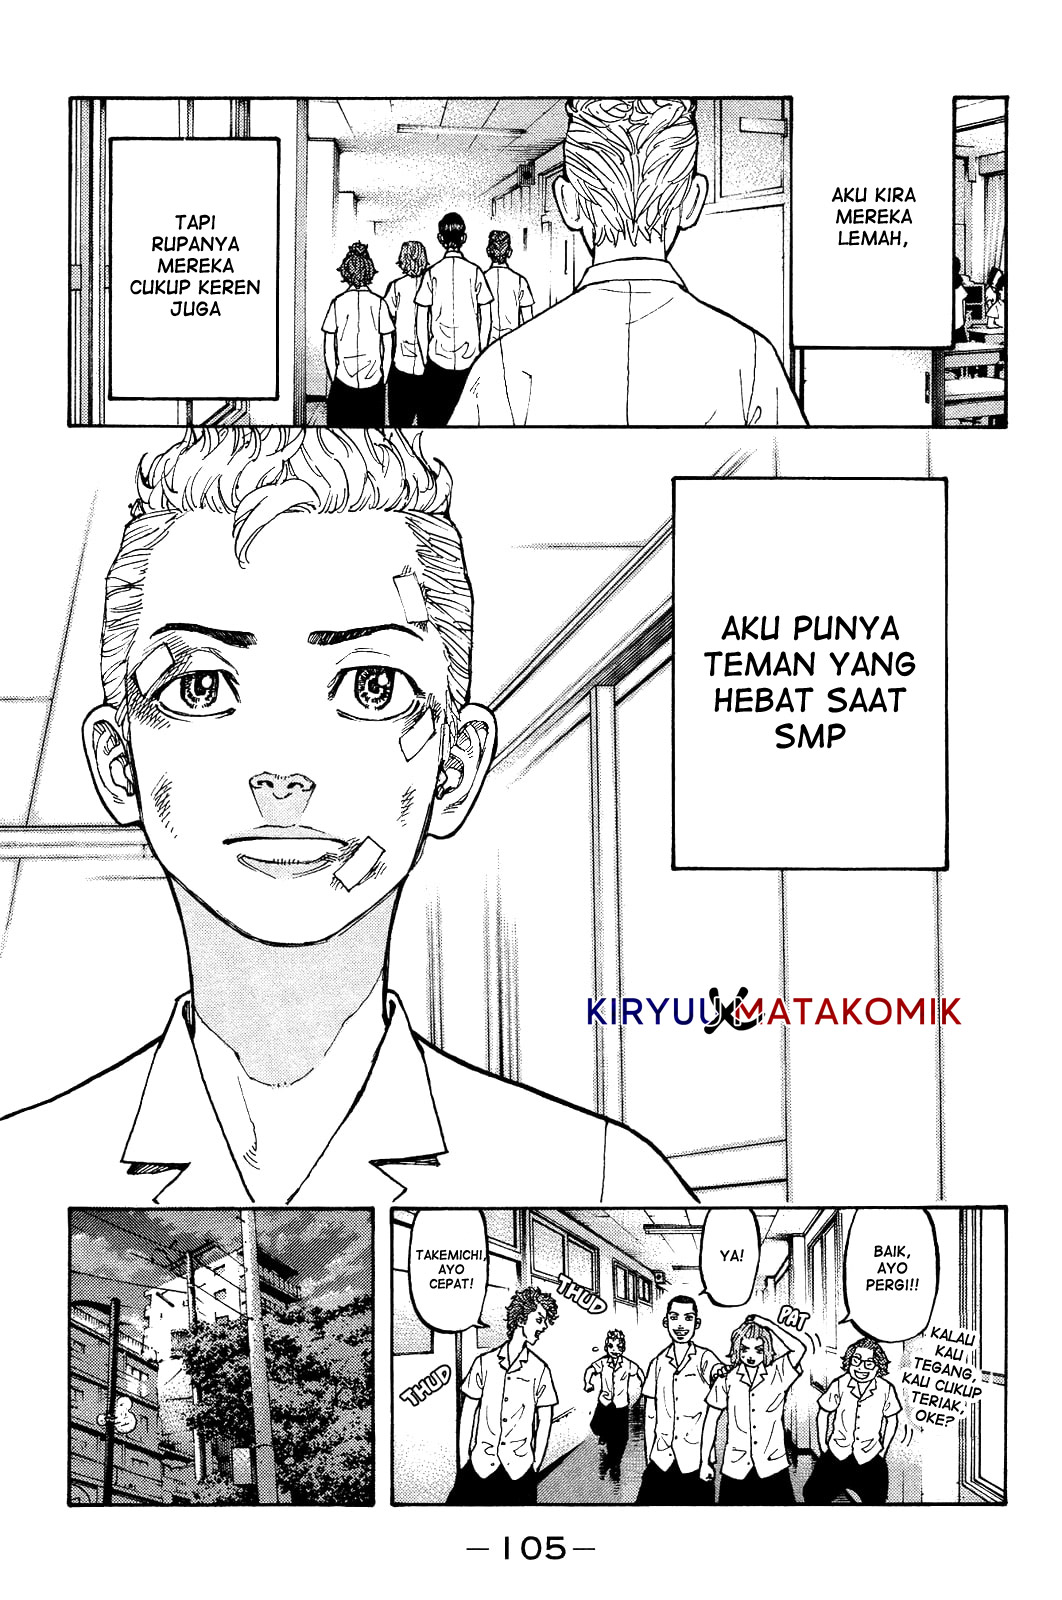 AKU KIRA
MEREKA
LEMAH,
TAPI
RUPANYA
MEREKA
CUKUP KEREN
JUGA
AKU PUNYA
TEMAN YANG
HEBAT SAAT
SMP
KIRYUU X MATAKOMIK
BAIK,
AYO
PERGI!!
KALAU
KAU
TEGANG,
KAU CUKUP
TERIAK,
OKE?
YA!
PAT
TAKEMICHI,
AYO
CEPAT!
THUD
THUD
— 105 —